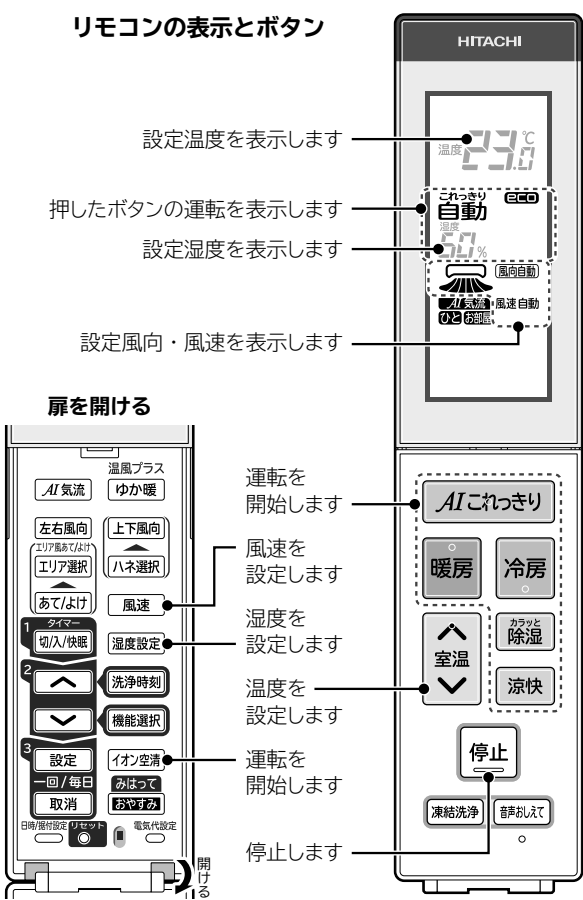 リモコンの表示とボタン
HITACHI
設定温度を表示します
温度 23.0 ℃
押したボタンの運転を表示します
これっきり
自動
eco
設定湿度を表示します
湿度
50 %
風向自動
AI 気流
風速自動
ひと お部屋
設定風向・風速を表示します
扉を開ける
温風プラス
AI 気流
ゆか暖
左右風向
上下風向
エリア風あて/よけ
エリア選択
ハネ選択
あて/よけ
風速
1
タイマー
切/入/快眠
湿度設定
2
洗浄時刻
機能選択
3
設定
イオン空清
一回/毎日
みはって
取消
おやすみ
日時/据付設定
リセット
電気代設定
開ける
運転を
開始します
風速を
設定します
湿度を
設定します
温度を
設定します
運転を
開始します
停止します
AI これっきり
暖房
冷房
室温
カラッと
除湿
涼快
停止
凍結洗浄
音声おしえて